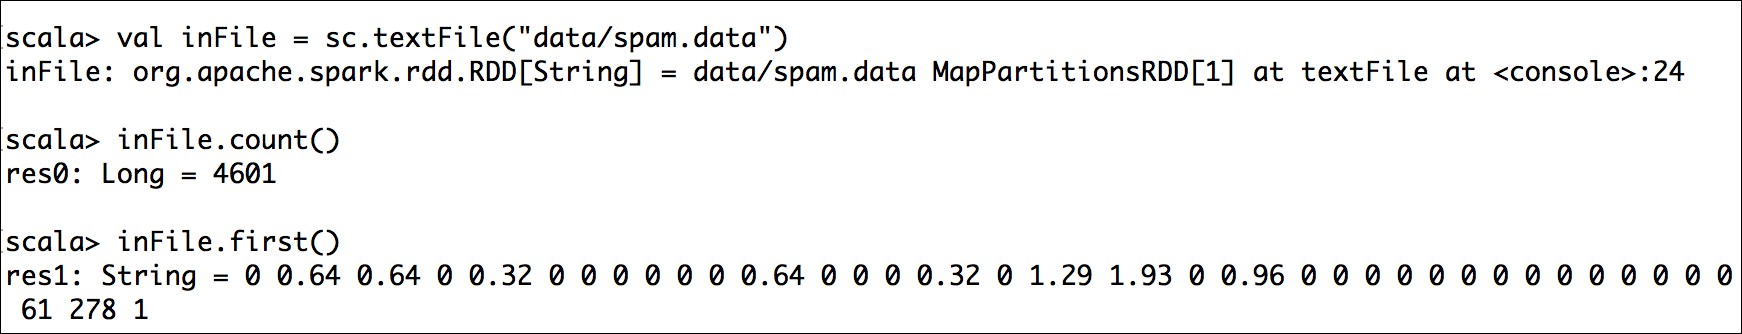 scala> val inFile = sc.textFile("data/spam.data")
inFile: org.apache.spark.rdd.RDD[String] = data/spam.data MapPartitionsRDD[1] at textFile at <console>:24
scala> inFile.count()
res0: Long = 4601
scala> inFile.first()
res1: String = 0 0.64 0.64 0 0.32 0 0 0 0 0 0 0.64 0 0 0 0.32 0 1.29 1.93 0 0.96 0 0 0 0 0 0 0 0 0 0 0 0 0 0
61 278 1